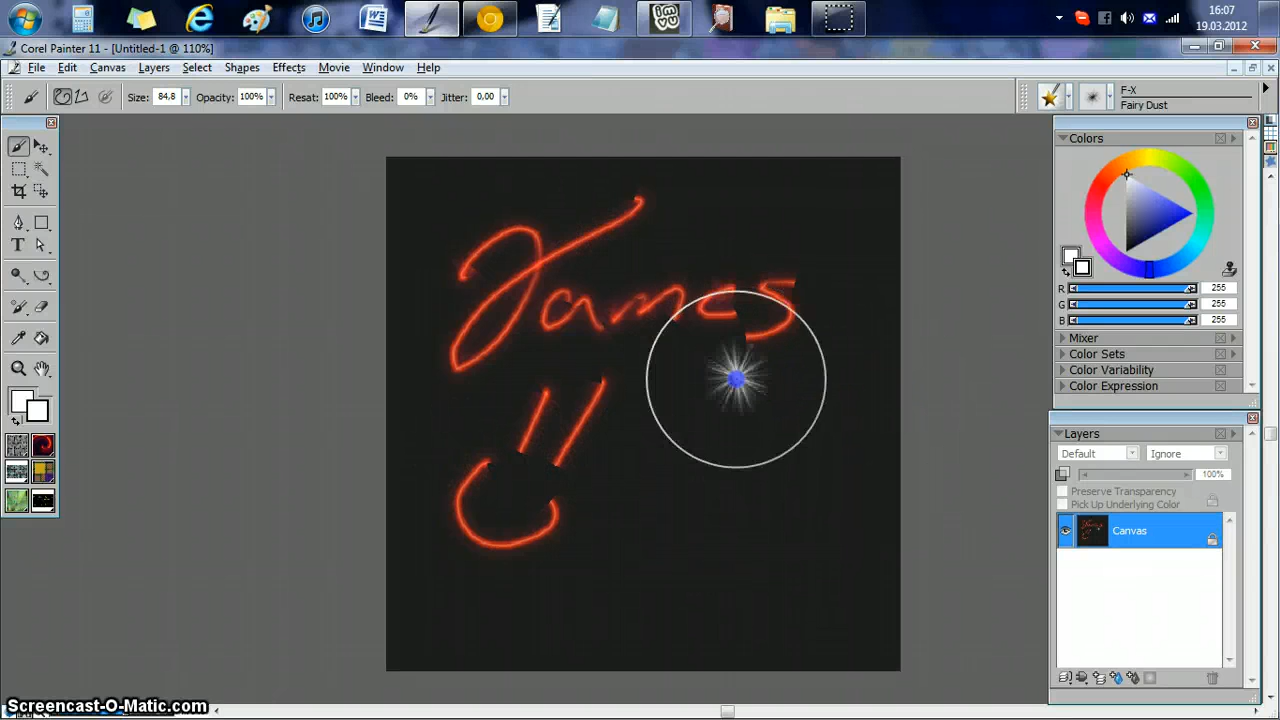 16:07
19.03.2012
Corel Painter 11 - [Untitled-1 @ 110%]
File Edit Canvas Layers Select Shapes Effects Movie Window Help
Size: 84,8 Opacity: 100% Resat: 100% Bleed: 0% Jitter: 0,00
F-X
Fairy Dust
Colors
R 255
G 255
B 255
Mixer
Color Sets
Color Variability
Color Expression
Layers
Default Ignore
100%
Preserve Transparency
Pick Up Underlying Color
Canvas
James
imvu
Screencast-O-Matic.com